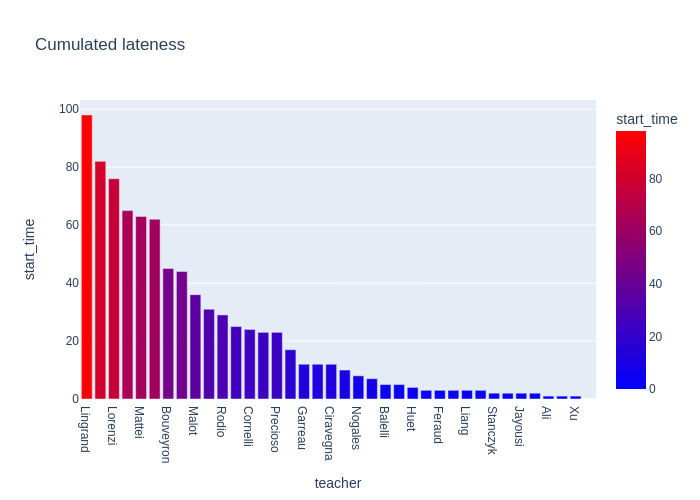 Cumulated lateness
start_time
100
80
60
40
20
0
start_time
80
60
40
20
0
Lingrand
Lorenzi
Mattei
Bouveyron
Malot
Rodio
Cornelli
Precioso
Garreau
Ciravegna
Nogales
Balelli
Huet
Feraud
Liang
Stanczyk
Jayousi
Ali
Xu
teacher